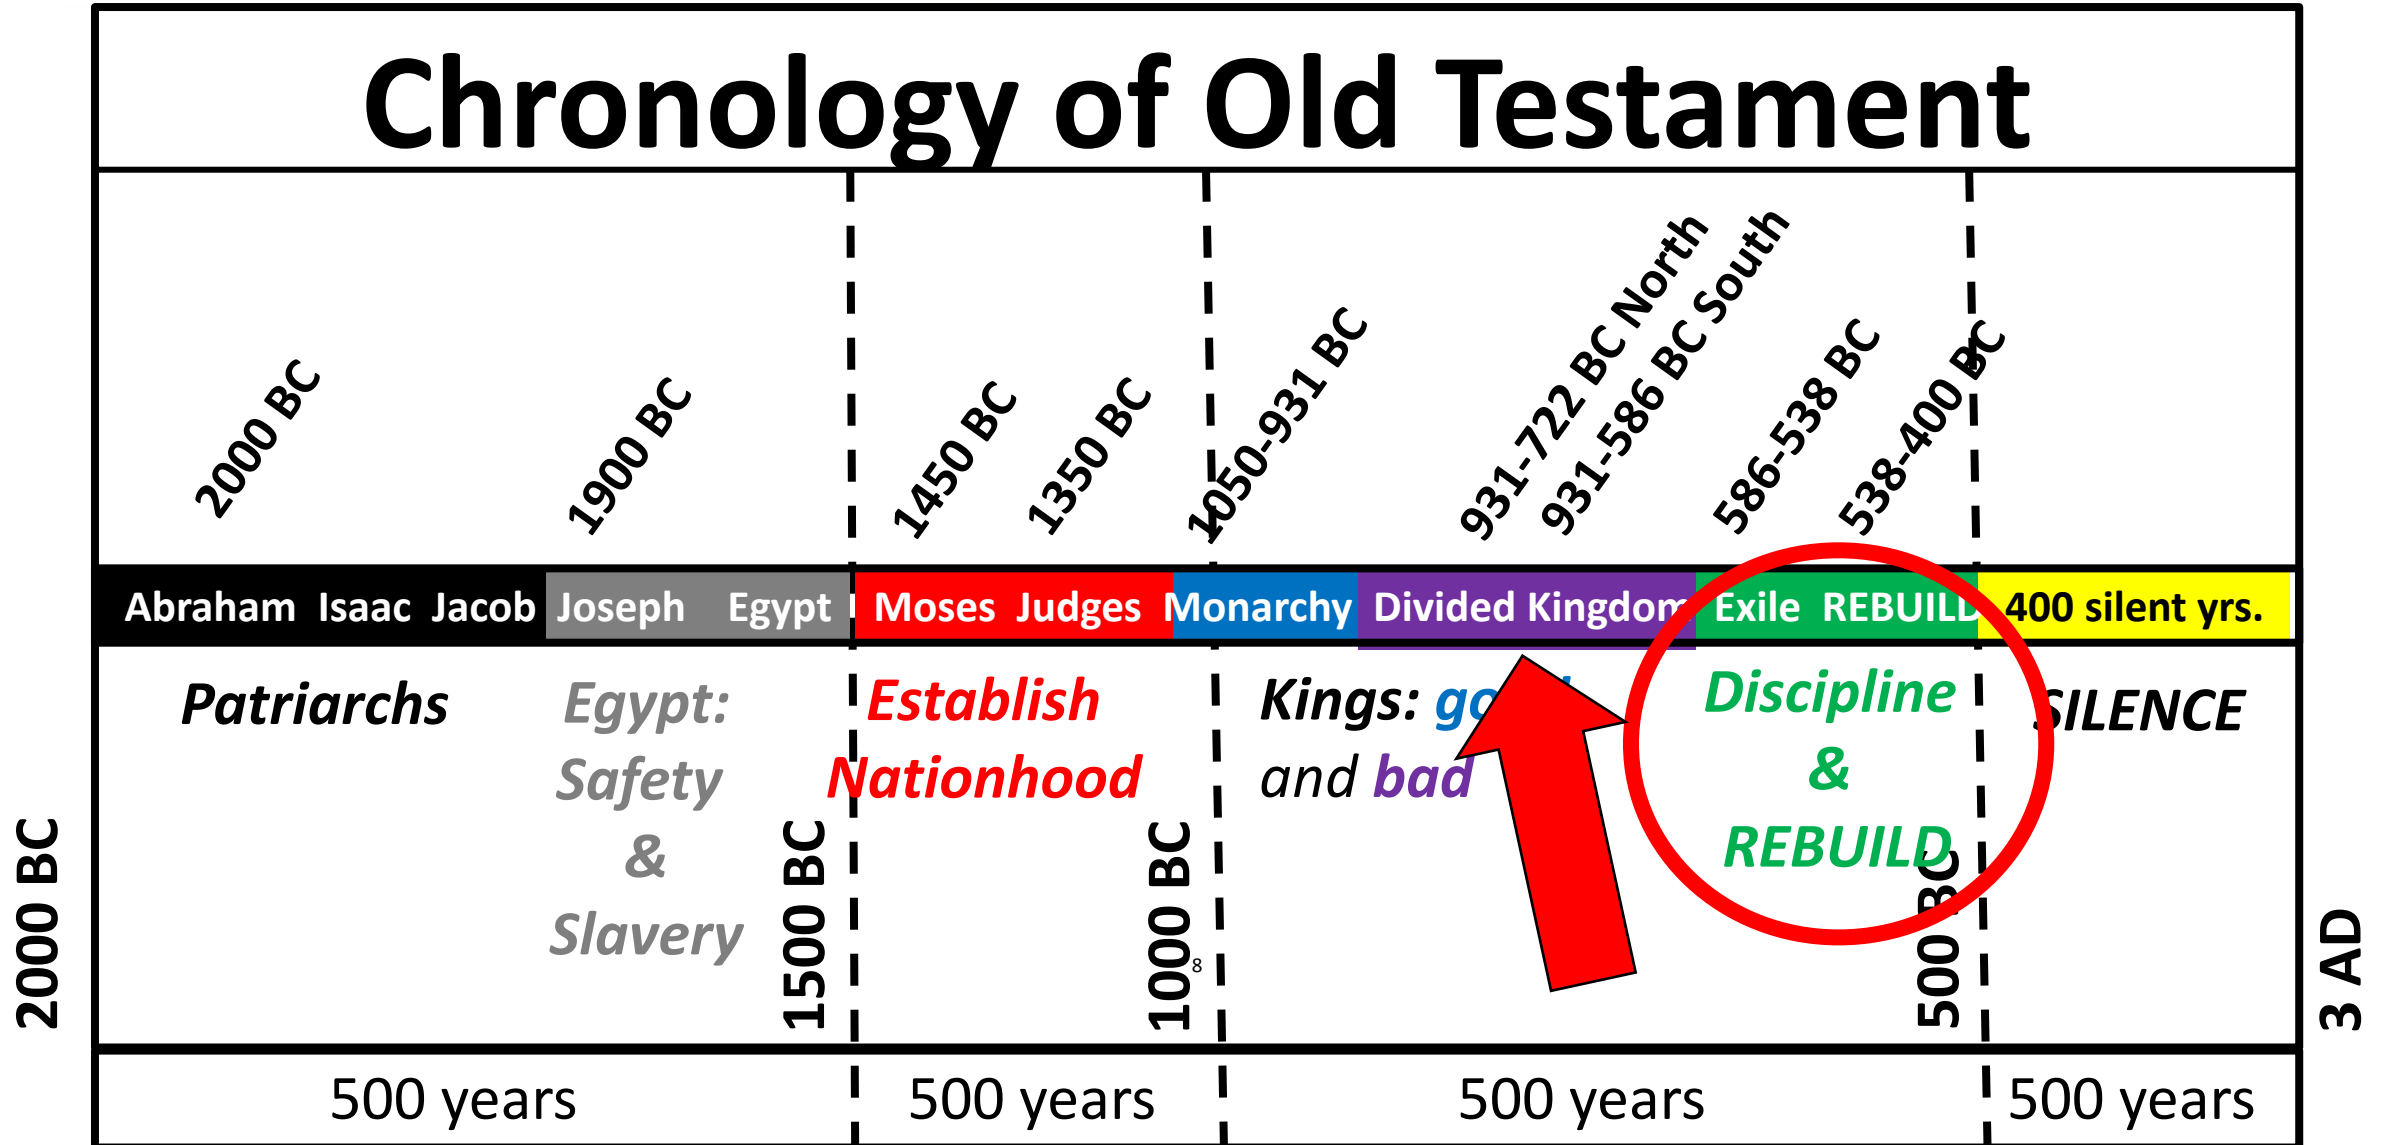 Chronology of Old Testament
2000 BC
1900 BC
1450 BC
1350 BC
1050-931 BC
931-722 BC North
931-586 BC South
586-538 BC
538-400 BC
Abraham Isaac Jacob Joseph Egypt Moses Judges Monarchy Divided Kingdom Exile REBUILD 400 silent yrs.
Patriarchs
Egypt:
Safety
&
Slavery
Establish
Nationhood
Kings:
and bad
Discipline
&
REBUILD
SILENCE
2000 BC
1500 BC
1000 BC
8
500 BC
3 AD
500 years
500 years
500 years
500 years